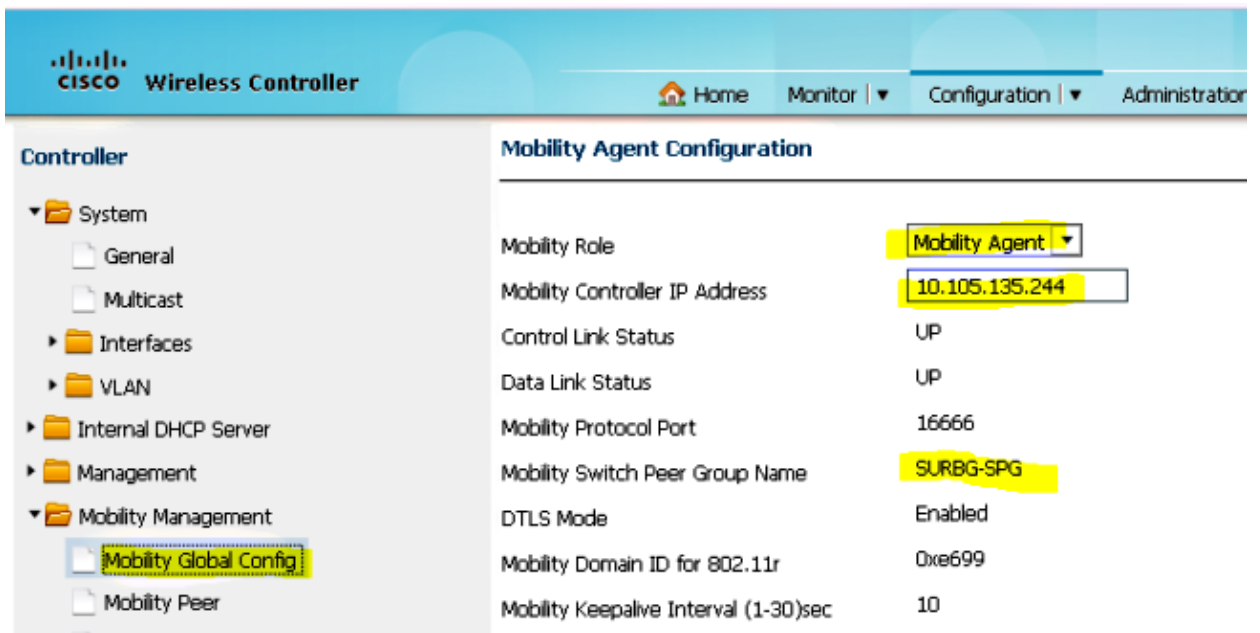 CISCO Wireless Controller
Home Monitor Configuration Administration
Controller
System
General
Multicast
Interfaces
VLAN
Internal DHCP Server
Management
Mobility Management
Mobility Global Config
Mobility Peer
Mobility Agent Configuration
Mobility Role Mobility Agent
Mobility Controller IP Address 10.105.135.244
Control Link Status UP
Data Link Status UP
Mobility Protocol Port 16666
Mobility Switch Peer Group Name SURBG-SPG
DTLS Mode Enabled
Mobility Domain ID for 802.11r 0xe699
Mobility Keepalive Interval (1-30)sec 10